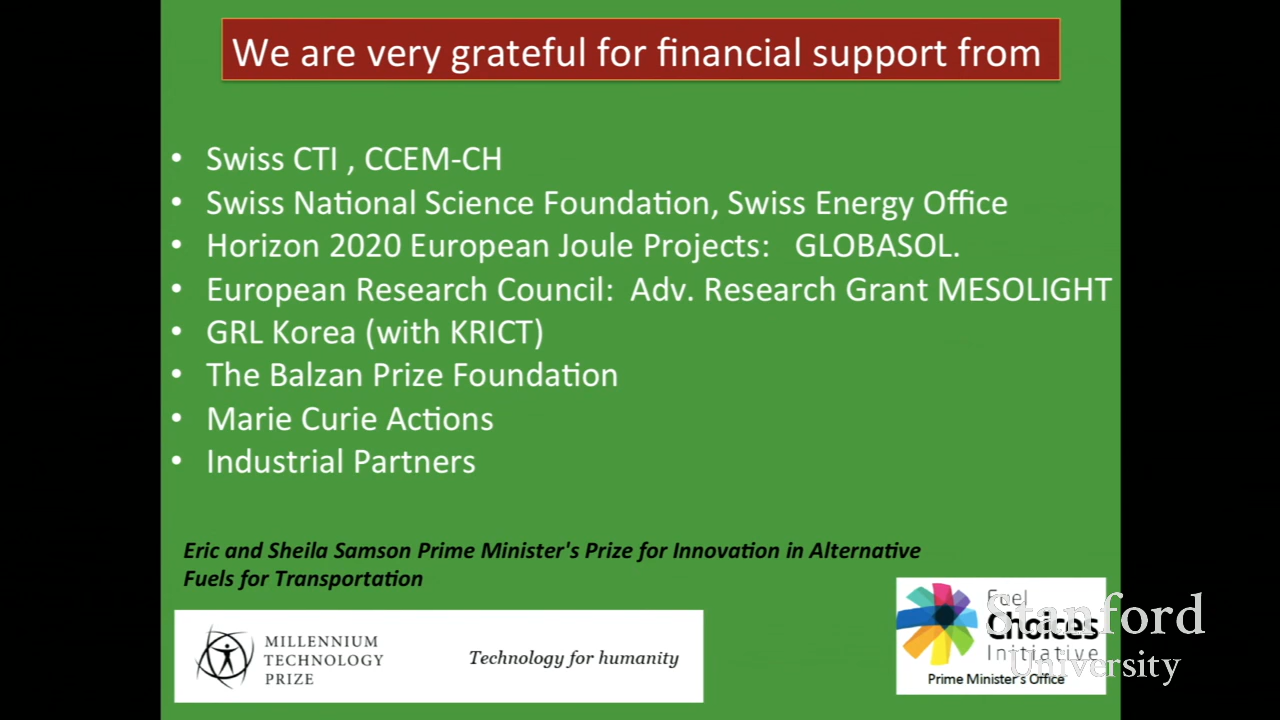 We are very grateful for financial support from
• Swiss CTI , CCEM-CH
• Swiss National Science Foundation, Swiss Energy Office
• Horizon 2020 European Joule Projects: GLOBASOL.
• European Research Council: Adv. Research Grant MESOLIGHT
• GRL Korea (with KRICT)
• The Balzan Prize Foundation
• Marie Curie Actions
• Industrial Partners
Eric and Sheila Samson Prime Minister's Prize for Innovation in Alternative
Fuels for Transportation
MILLENNIUM
TECHNOLOGY
PRIZE
Technology for humanity
Fuel
Choices
Initiative
Prime Minister's Office
Stanford
University